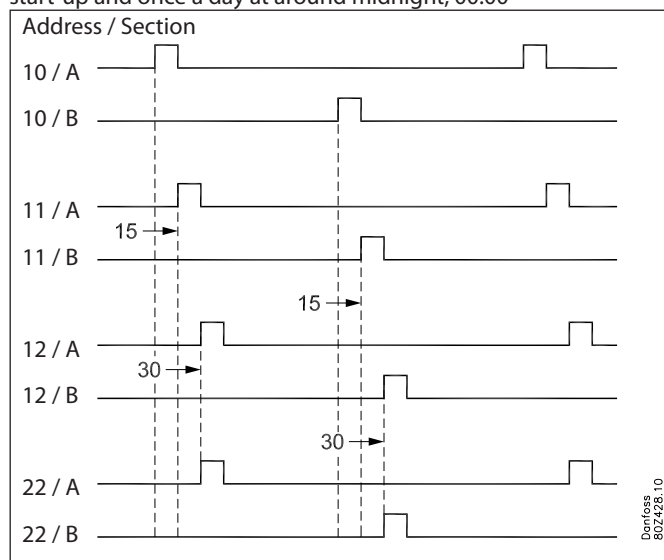 start-up and once a day at around midnight, 00:00
Address / Section
10 / A
10 / B
11 / A
15
11 / B
15
12 / A
30
12 / B
30
22 / A
22 / B
Danfoss
80Z428.10